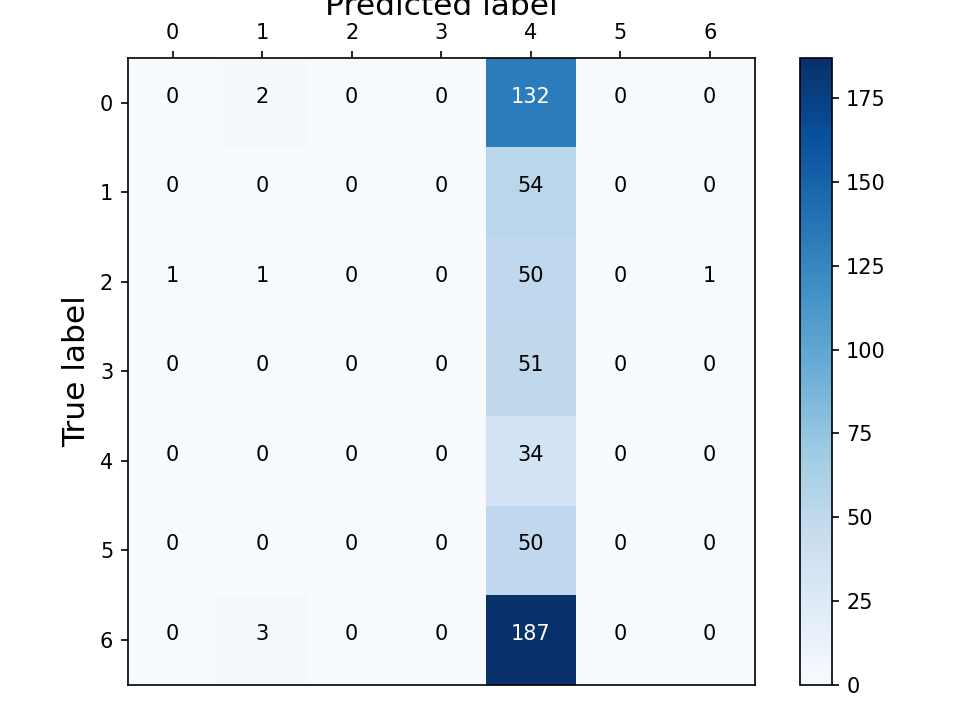 Predicted label
0 1 2 3 4 5 6
0 0 2 0 0 132 0 0
1 0 0 0 0 54 0 0
2 1 1 0 0 50 0 1
3 0 0 0 0 51 0 0
4 0 0 0 0 34 0 0
5 0 0 0 0 50 0 0
6 0 3 0 0 187 0 0
True label
175
150
125
100
75
50
25
0